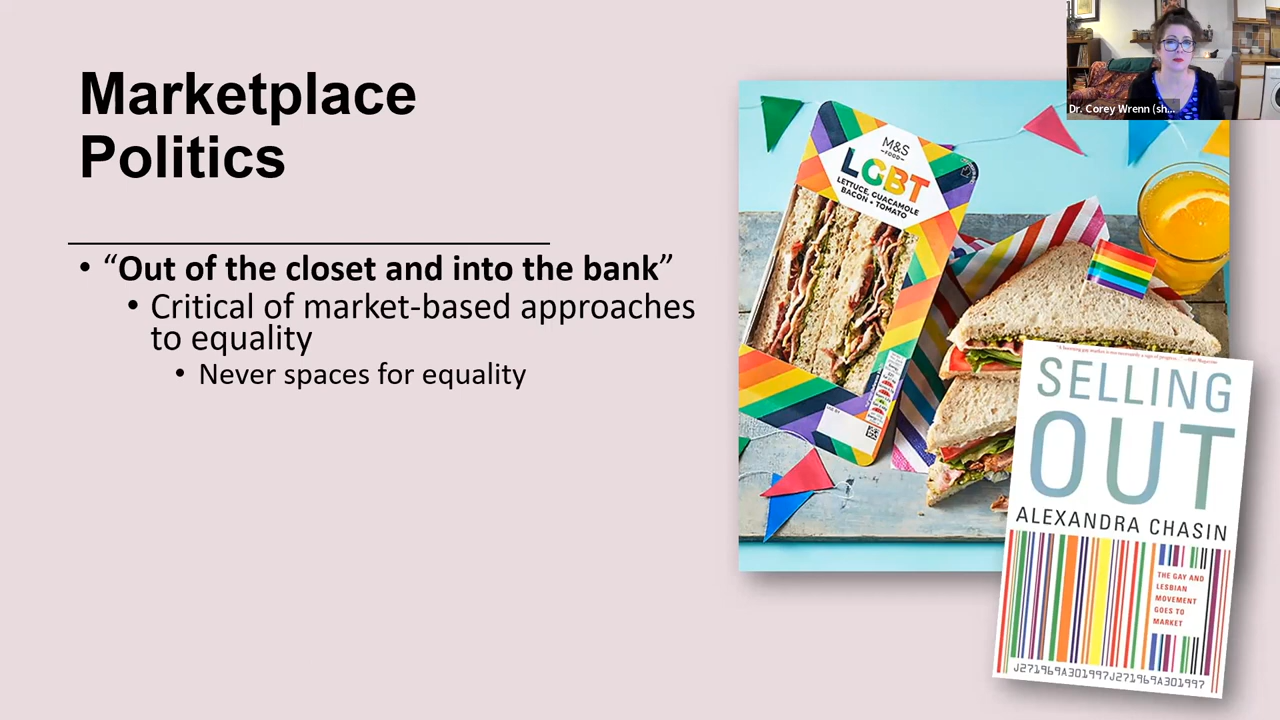 Marketplace
Politics
• “Out of the closet and into the bank”
• Critical of market-based approaches
to equality
• Never spaces for equality
Dr. Corey Wrenn (sh...
M&S
FOOD
LGBT
LETTUCE, GUACAMOLE
BACON • TOMATO
SELLING
OUT
ALEXANDRA CHASIN
THE GAY AND
LESBIAN
MOVEMENT
GOES TO
MARKET
J271969A301997J271969A301997